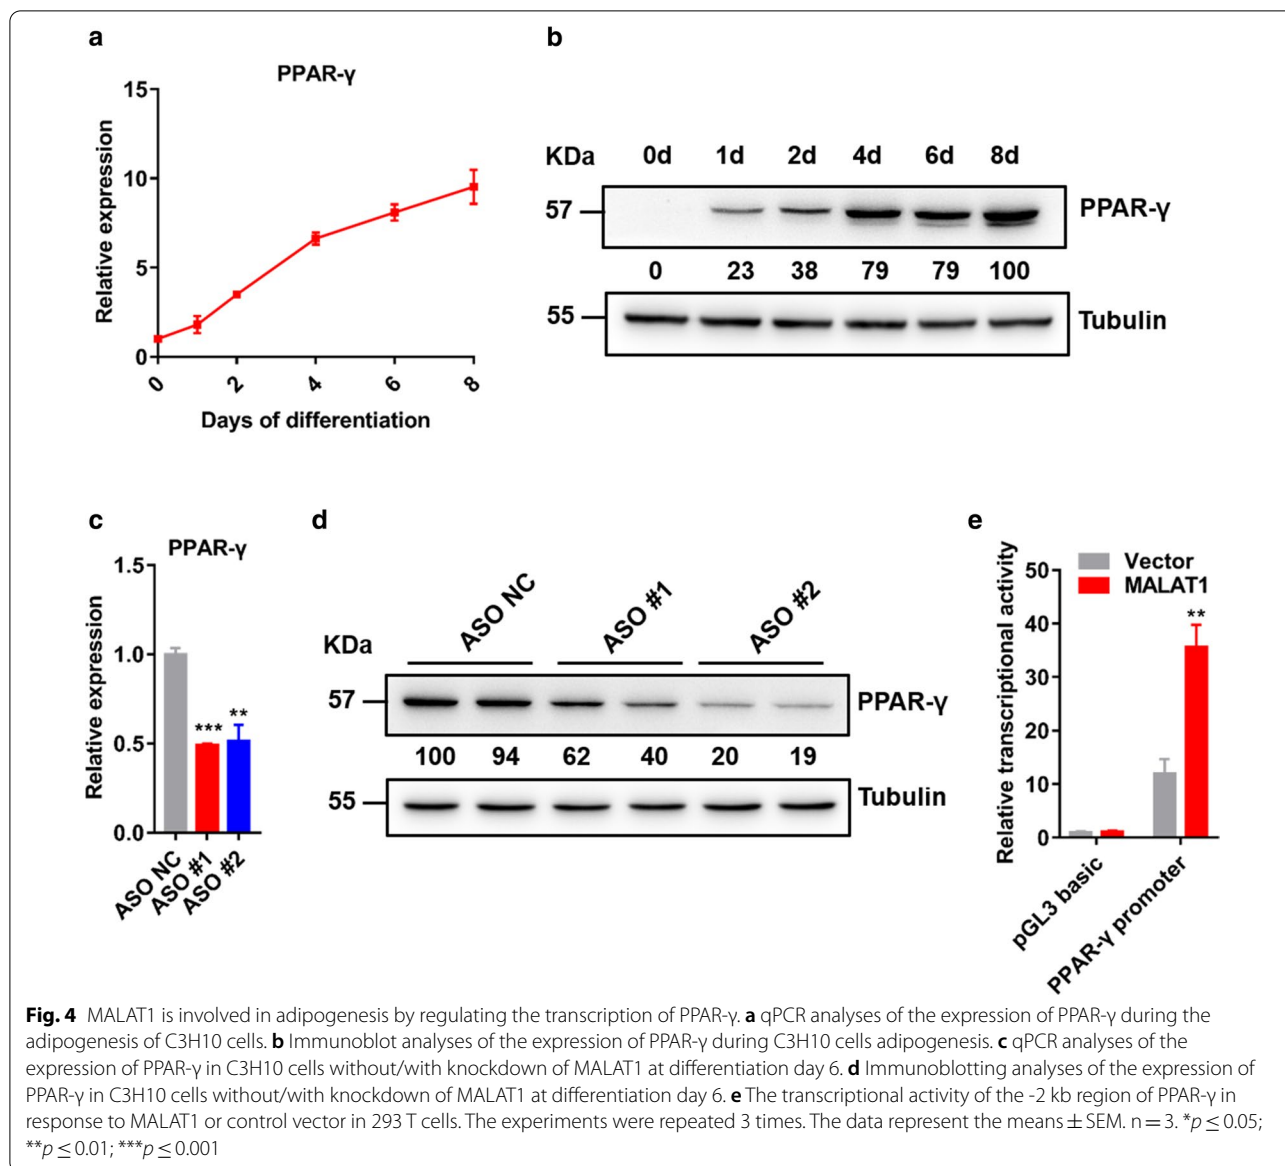 a
PPAR-γ
Relative expression
15
10
5
0
0 2 4 6 8
Days of differentiation
b
KDa 0d 1d 2d 4d 6d 8d
57 PPAR-γ
0 23 38 79 79 100
55 Tubulin
c
PPAR-γ
Relative expression
1.5
1.0
0.5
0.0
*** **
ASO NC ASO #1 ASO #2
d
ASO NC ASO #1 ASO #2
KDa
57 PPAR-γ
100 94 62 40 20 19
55 Tubulin
e
Relative transcriptional activity
Vector
MALAT1
50
40
30
20
10
0
**
pGL3 basic PPAR-γ promoter
Fig. 4 MALAT1 is involved in adipogenesis by regulating the transcription of PPAR-γ. a qPCR analyses of the expression of PPAR-γ during the
adipogenesis of C3H10 cells. b Immunoblot analyses of the expression of PPAR-γ during C3H10 cells adipogenesis. c qPCR analyses of the
expression of PPAR-γ in C3H10 cells without/with knockdown of MALAT1 at differentiation day 6. d Immunoblotting analyses of the expression of
PPAR-γ in C3H10 cells without/with knockdown of MALAT1 at differentiation day 6. e The transcriptional activity of the -2 kb region of PPAR-γ in
response to MALAT1 or control vector in 293 T cells. The experiments were repeated 3 times. The data represent the means ± SEM. n = 3. *p ≤ 0.05;
**p ≤ 0.01; ***p ≤ 0.001